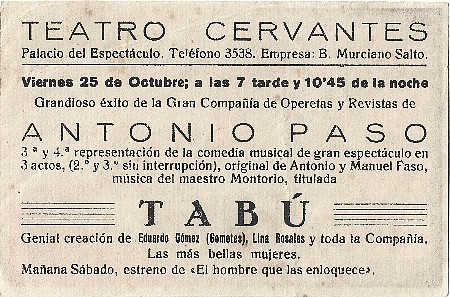 TEATRO CERVANTES
Palacio del Espectáculo. Teléfono 3538. Empresa: B. Murciano Salto.
Viernes 25 de Octubre; a las 7 tarde y 10'45 de la noche
Grandioso éxito de la Gran Compañía de Operetas y Revistas de
ANTONIO PASO
3ª y 4.ª representación de la comedia musical de gran espectáculo en
3 actos, (2.º y 3.º sin interrupción), original de Antonio y Manuel Paso,
música del maestro Montorio, titulada
TABÚ
Genial creación de Eduardo Gómez (Gometes), Lina Rosales y toda la Compañía.
Las más bellas mujeres.
Mañana Sábado, estreno de «El hombre que las enloquece».